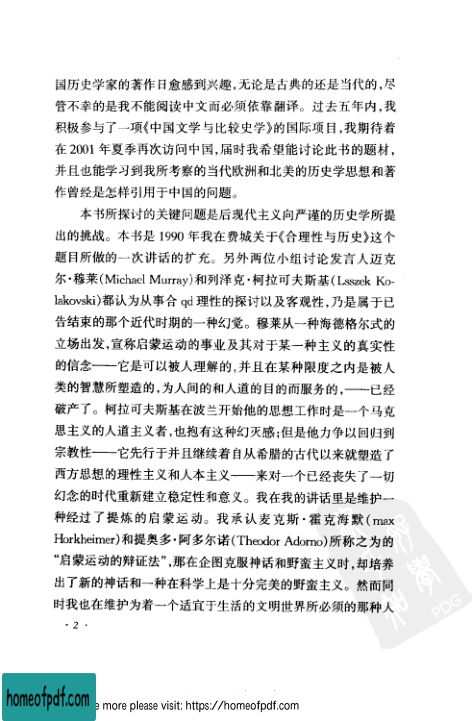 国历史学家的著作日愈感到兴趣,无论是古典的还是当代的,尽
管不幸的是我不能阅读中文而必须依靠翻译。过去五年内,我
积极参与了一项《中国文学与比较史学》的国际项目,我期待着
在2001年夏季再次访问中国,届时我希望能讨论此书的题材,
并且也能学习到我所考察的当代欧洲和北美的历史学思想和著
作曾经是怎样引用于中国的问题。
本书所探讨的关键问题是后现代主义向严谨的历史学所提
出的挑战。本书是1990年我在费城关于《合理性与历史》这个
题目所做的一次讲话的扩充。另外两位小组讨论发言人迈克
尔·穆莱(Michael Murray)和列泽克·柯拉可夫斯基(Lsszek Ko-
lakovski)都认为从事合qd理性的探讨以及客观性,乃是属于已
告结束的那个近代时期的一种幻觉。穆莱从一种海德格尔式的
立场出发,宣称启蒙运动的事业及其对于某一种主义的真实性
的信念——它是可以被人理解的,并且在某种限度之内是被人
类的智慧所塑造的,为人间的和人道的目的而服务的,——已经
破产了。柯拉可夫斯基在波兰开始他的思想工作时是一个马克
思主义的人道主义者,也抱有这种幻灭感;但是他力争以回归到
宗教性——它先行于并且继续着自从希腊的古代以来就塑造了
西方思想的理性主义和人本主义——来对一个已经丧失了一切
幻念的时代重新建立稳定性和意义。我在我的讲话里是维护一
种经过了提炼的启蒙运动。我承认麦克斯·霍克海默(max
Horkheimer)和提奥多·阿多尔诺(Theodor Adorno)所称之为的
“启蒙运动的辩证法”,那在企图克服神话和野蛮主义时,却培养
出了新的神话和一种在科学上是十分完美的野蛮主义。然而同
时我也在维护为着一个适宜于生活的文明世界所必须的那种人
·2·
PDG
homeofpdf.com
e more please visit: https://homeofpdf.com